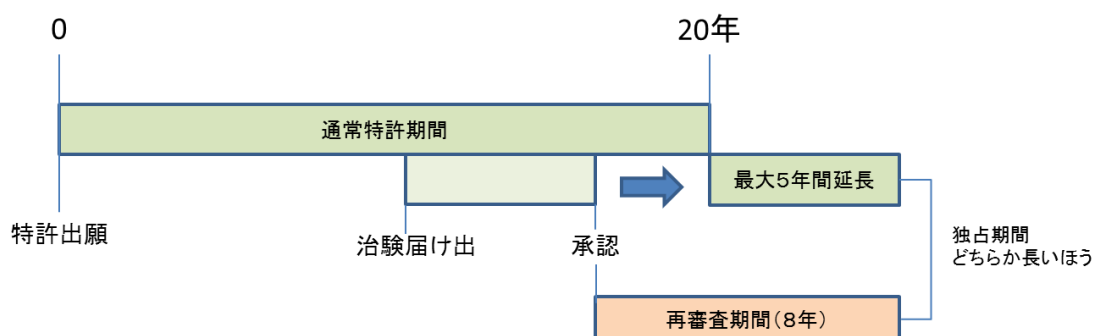 0
20年
通常特許期間
最大５年間延長
特許出願
治験届け出
承認
独占期間
どちらか長いほう
再審査期間（８年）